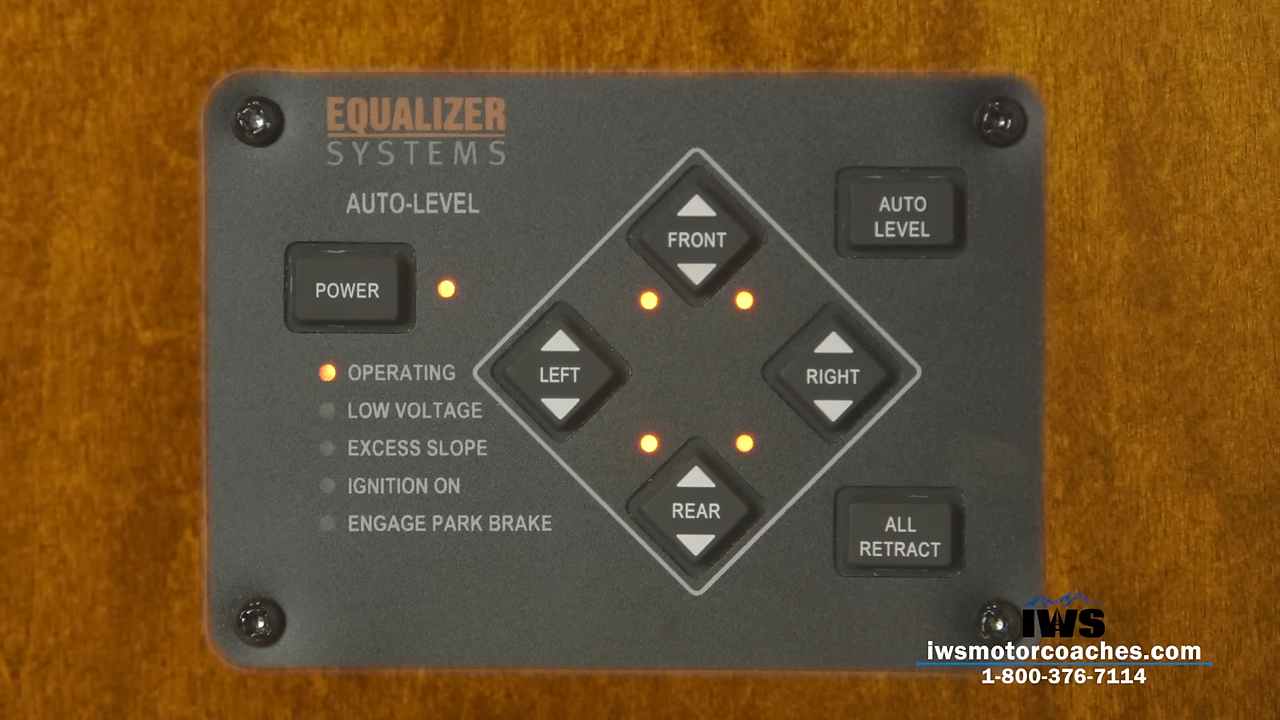 EQUALIZER
SYSTEMS
AUTO-LEVEL
POWER
OPERATING
LOW VOLTAGE
EXCESS SLOPE
IGNITION ON
ENGAGE PARK BRAKE
FRONT
LEFT
RIGHT
REAR
AUTO
LEVEL
ALL
RETRACT
IWS
iwsmotorcoaches.com
1-800-376-7114